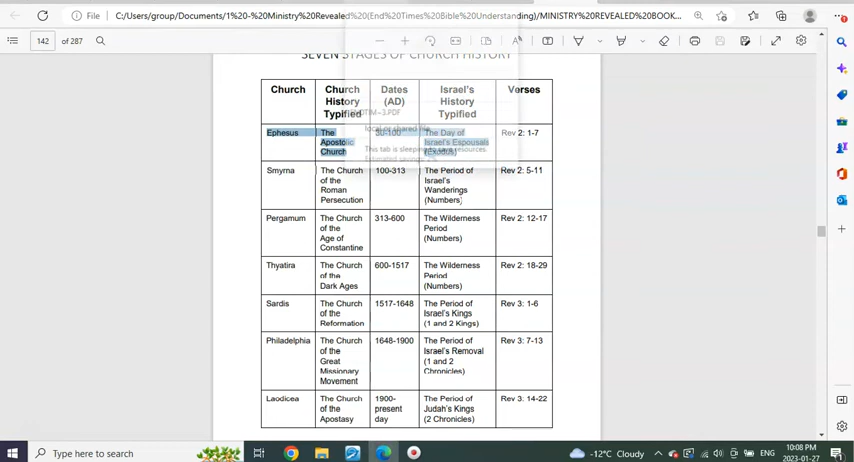 File
C:/Users/group/Documents/1%20-%20Ministry%20Revealed%20(End%20Times%20Bible%20Understanding)/MINISTRY%20REVEALED%20BOOK...
142 of 287
SEVEN STAGES OF CHURCH HISTORY
Church
Church History Typified
Dates (AD)
Israel's History Typified
Verses
local or shared file
This tab is sleeping to save resources.
Ephesus
The Apostolic Church
30-100
The Day of Israel's Espousals (Exodus)
Rev 2: 1-7
Smyrna
The Church of the Roman Persecution
100-313
The Period of Israel's Wanderings (Numbers)
Rev 2: 5-11
Pergamum
The Church of the Age of Constantine
313-600
The Wilderness Period (Numbers)
Rev 2: 12-17
Thyatira
The Church of the Dark Ages
600-1517
The Wilderness Period (Numbers)
Rev 2: 18-29
Sardis
The Church of the Reformation
1517-1648
The Period of Israel's Kings (1 and 2 Kings)
Rev 3: 1-6
Philadelphia
The Church of the Great Missionary Movement
1648-1900
The Period of Israel's Removal (1 and 2 Chronicles)
Rev 3: 7-13
Laodicea
The Church of the Apostasy
1900-present day
The Period of Judah's Kings (2 Chronicles)
Rev 3: 14-22
Type here to search
-12°C Cloudy
ENG
10:08 PM
2023-01-27